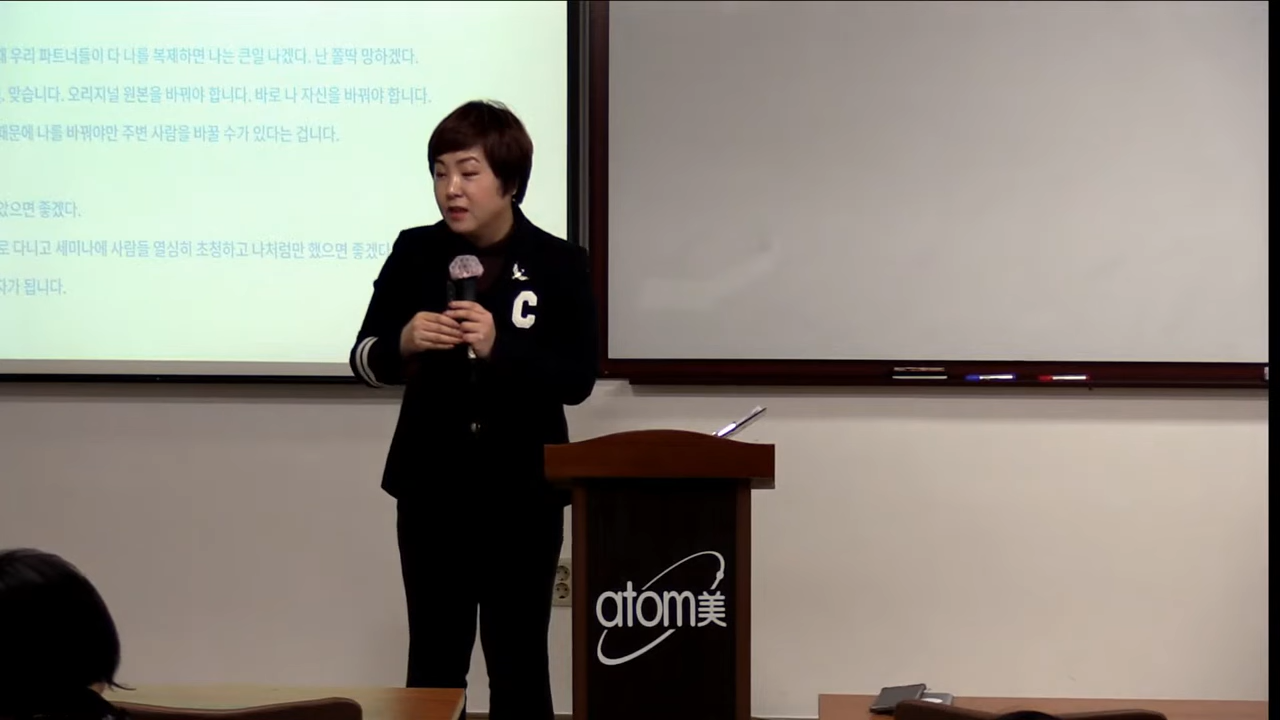 우리 파트너들이 다 나를 복제하면 나는 큰일 나겠다. 난 쫄딱 망하겠다.
맞습니다. 오리지널 원본을 바꿔야 합니다. 바로 나 자신을 바꿔야 합니다.
때문에 나를 바꿔야만 주변 사람을 바꿀 수가 있다는 겁니다.
았으면 좋겠다.
로 다니고 세미나에 사람들 열심히 초청하고 나처럼만 했으면 좋겠다
자가 됩니다.
C
atom美